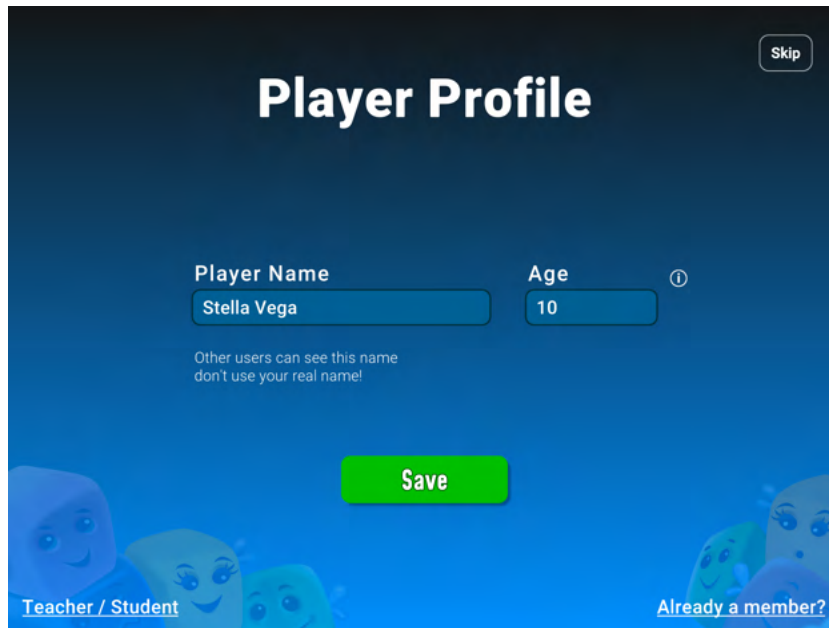 Skip
Player Profile
Player Name
Age
Stella Vega
10
Other users can see this name
don't use your real name!
Save
Teacher / Student
Already a member?